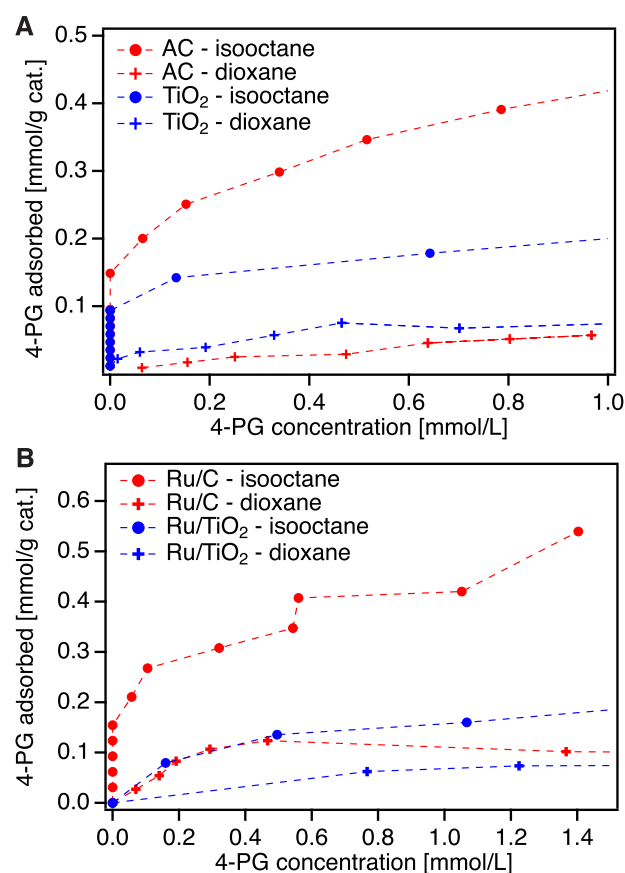 A
0.5
0.4
0.3
0.2
0.1
4-PG adsorbed [mmol/g cat.]
AC - isooctane
AC - dioxane
TiO₂ - isooctane
TiO₂ - dioxane
0.0 0.2 0.4 0.6 0.8 1.0
4-PG concentration [mmol/L]
B
0.6
0.5
0.4
0.3
0.2
0.1
0.0
4-PG adsorbed [mmol/g cat.]
Ru/C - isooctane
Ru/C - dioxane
Ru/TiO₂ - isooctane
Ru/TiO₂ - dioxane
0.0 0.2 0.4 0.6 0.8 1.0 1.2 1.4
4-PG concentration [mmol/L]